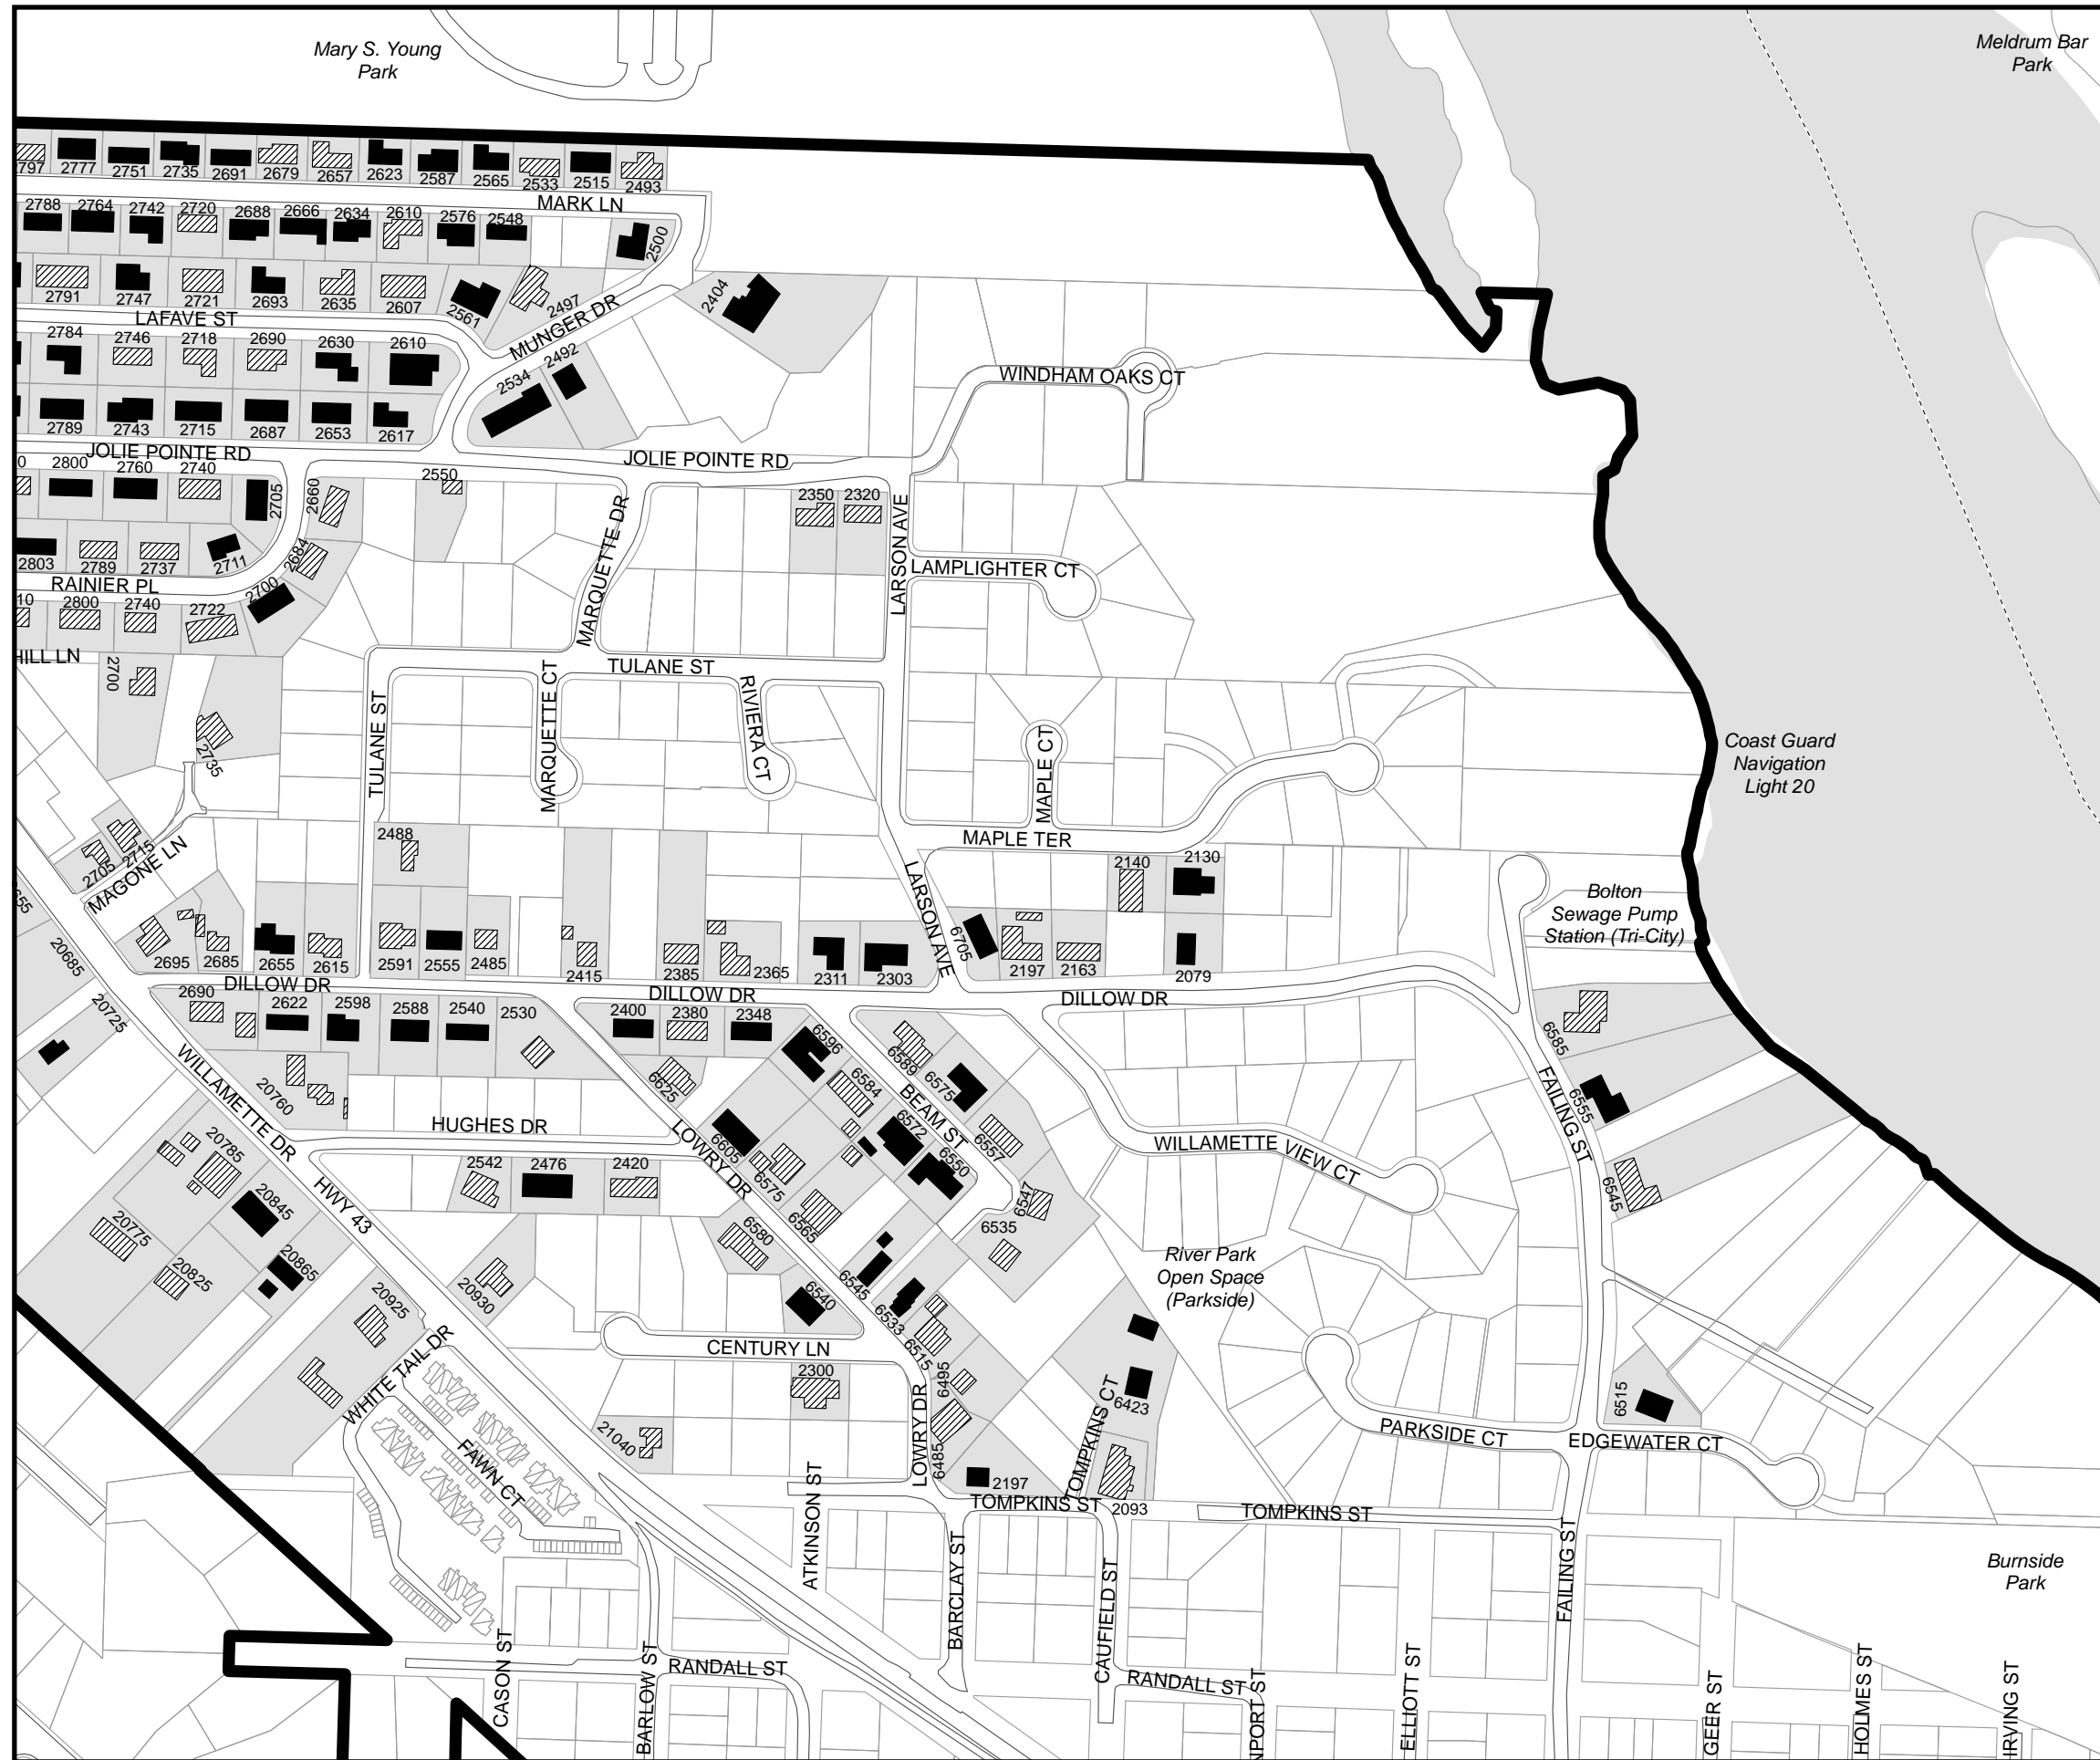 Mary S. Young
Park
Meldrum Bar
Park
2777
2751
2735
2691
2679
2657
2623
2587
2565
2533
2515
2493
MARK LN
2788
2764
2742
2720
2688
2666
2634
2610
2576
2548
2500
2791
2747
2721
2693
2635
2607
2561
2497
2404
LAFAVE ST
MUNGER DR
2784
2746
2718
2690
2630
2610
2534
2492
WINDHAM OAKS CT
2789
2743
2715
2687
2653
2617
JOLIE POINTE RD
JOLIE POINTE RD
2800
2760
2740
2705
2660
2550
2350
2320
MARQUETTE DR
LARSON AVE
2803
2789
2737
2711
2684
LAMPLIGHTER CT
RAINIER PL
2700
2800
2740
2722
HILL LN
2700
TULANE ST
MARQUETTE CT
RIVIERA CT
TULANE ST
2735
MAPLE CT
Coast Guard
Navigation
Light 20
2488
MAPLE TER
2705
2715
MAGONE LN
2140
2130
LARSON AVE
Bolton
Sewage Pump
Station (Tri-City)
20685
2695
2685
2655
2615
2591
2555
2485
2415
2385
2365
2311
2303
6705
2197
2163
2079
DILLOW DR
DILLOW DR
DILLOW DR
20725
2690
2622
2598
2588
2540
2530
2400
2380
2348
6596
6589
6585
WILLAMETTE DR
20760
6625
6584
6575
BEAM ST
FAILING ST
6555
HUGHES DR
LOWRY DR
6605
6572
6557
WILLAMETTE VIEW CT
20785
2542
2476
2420
6575
6550
6547
6545
20845
HWY 43
20775
6580
6565
6535
20865
20825
River Park
Open Space
(Parkside)
20925
20930
6545
6540
6533
WHITE TAIL DR
CENTURY LN
6515
2300
6495
LOWRY DR
TOMPKINS CT
6423
6515
PARKSIDE CT
EDGEWATER CT
21040
FAWN CT
6485
2197
TOMPKINS ST
2093
TOMPKINS ST
ATKINSON ST
BARCLAY ST
CAUFIELD ST
FAILING ST
Burnside
Park
CASON ST
BARLOW ST
RANDALL ST
RANDALL ST
NPORT ST
ELLIOTT ST
GEER ST
HOLMES ST
IRVING ST